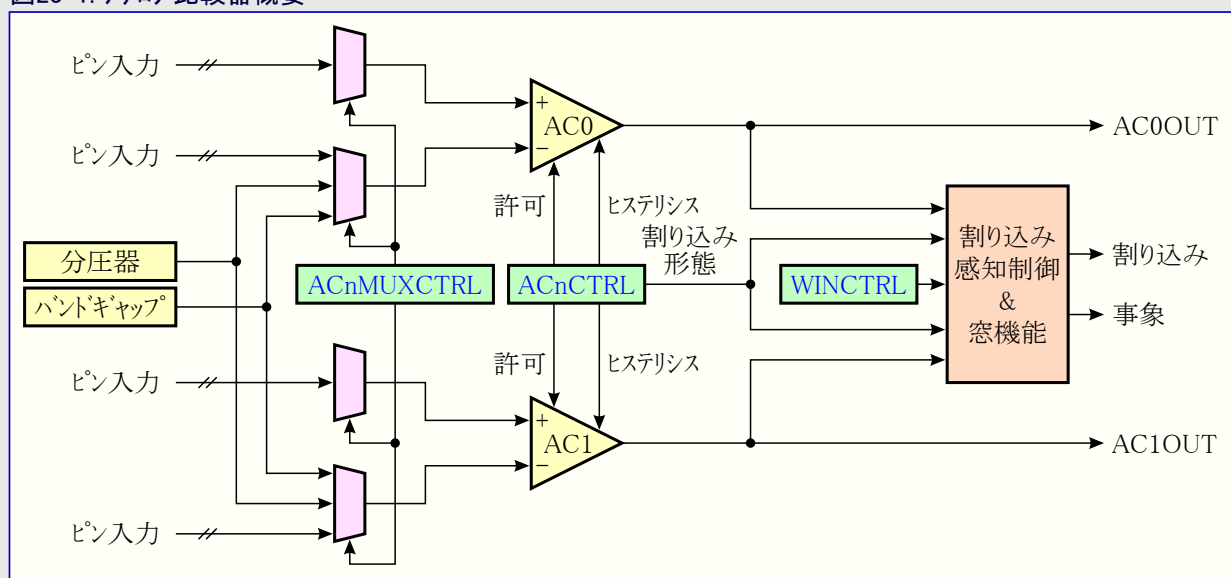 ピン入力
ピン入力
分圧器
バンドギャップ
ピン入力
ピン入力
ACnMUXCTRL
+
AC0
−
許可
ヒステリシス
ACnCTRL
割り込み
形態
許可
ヒステリシス
+
AC1
−
WINCTRL
割り込み
感知制御
&
窓機能
AC0OUT
割り込み
事象
AC1OUT